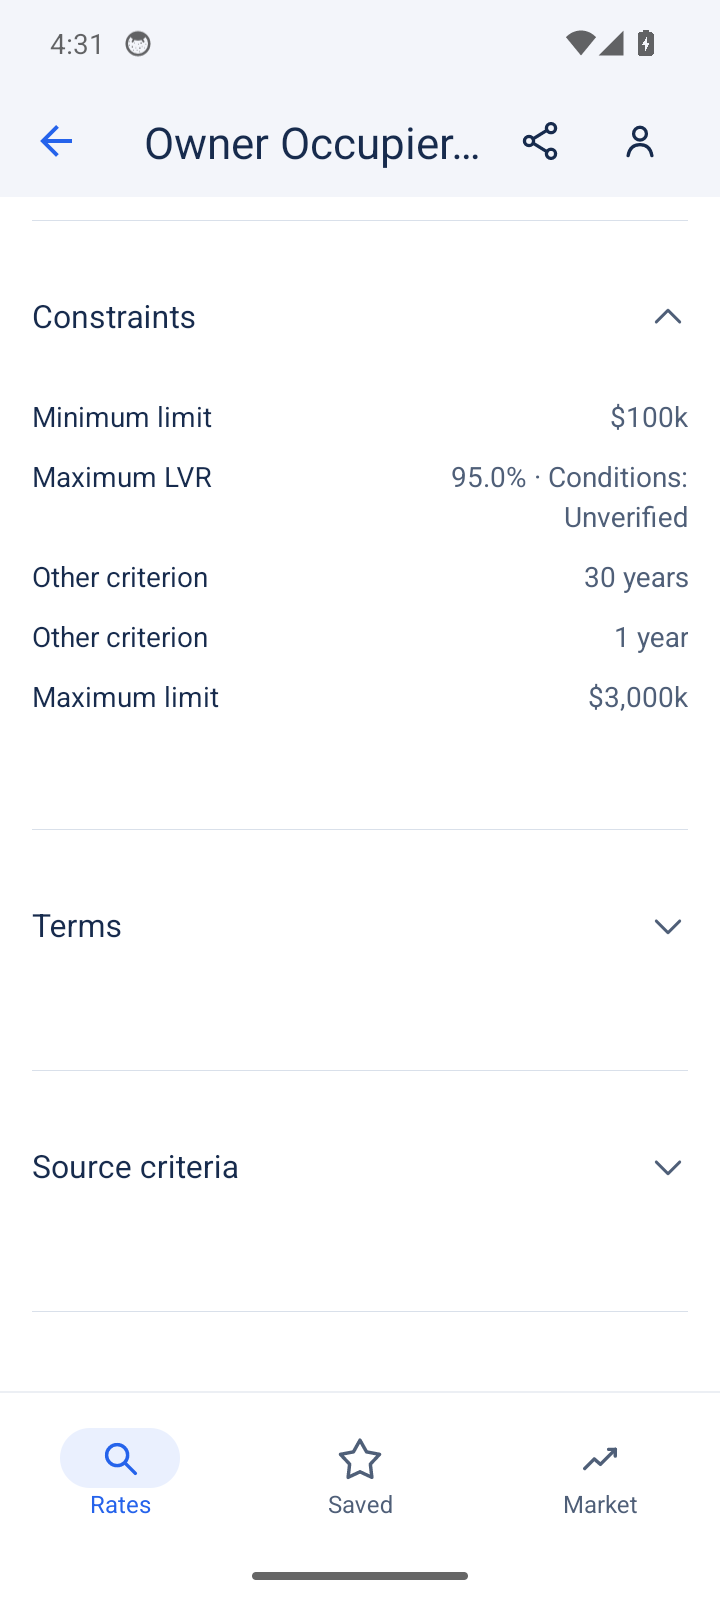 4:31
Owner Occupier...
Constraints
Minimum limit $100k
Maximum LVR 95.0% · Conditions:
Unverified
Other criterion 30 years
Other criterion 1 year
Maximum limit $3,000k
Terms
Source criteria
Rates Saved Market